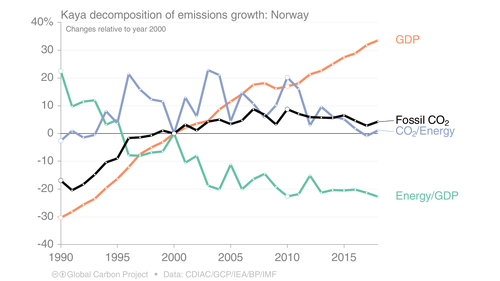 Kaya decomposition of emissions growth: Norway
40%
Changes relative to year 2000
GDP
30
20
10
Fossil CO₂
0
CO₂/Energy
-10
-20
Energy/GDP
-30
-40
1990 1995 2000 2005 2010 2015
Global Carbon Project • Data: CDIAC/GCP/IEA/BP/IMF